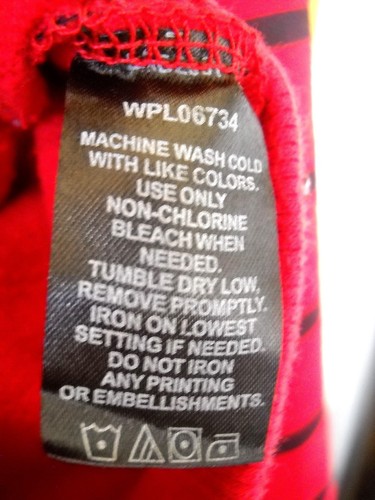 WPL06734
MACHINE WASH COLD
WITH LIKE COLORS.
USE ONLY
NON-CHLORINE
BLEACH WHEN
NEEDED.
TUMBLE DRY LOW,
REMOVE PROMPTLY.
IRON ON LOWEST
SETTING IF NEEDED.
DO NOT IRON
ANY PRINTING
OR EMBELLISHMENTS.